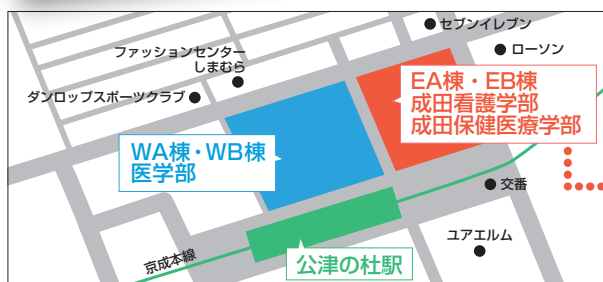 セブンイレブン
ローソン
ファッションセンター
しまむら
ダンロップスポーツクラブ
EA棟・EB棟
成田看護学部
成田保健医療学部
WA棟・WB棟
医学部
交番
ユアエルム
京成本線
公津の杜駅